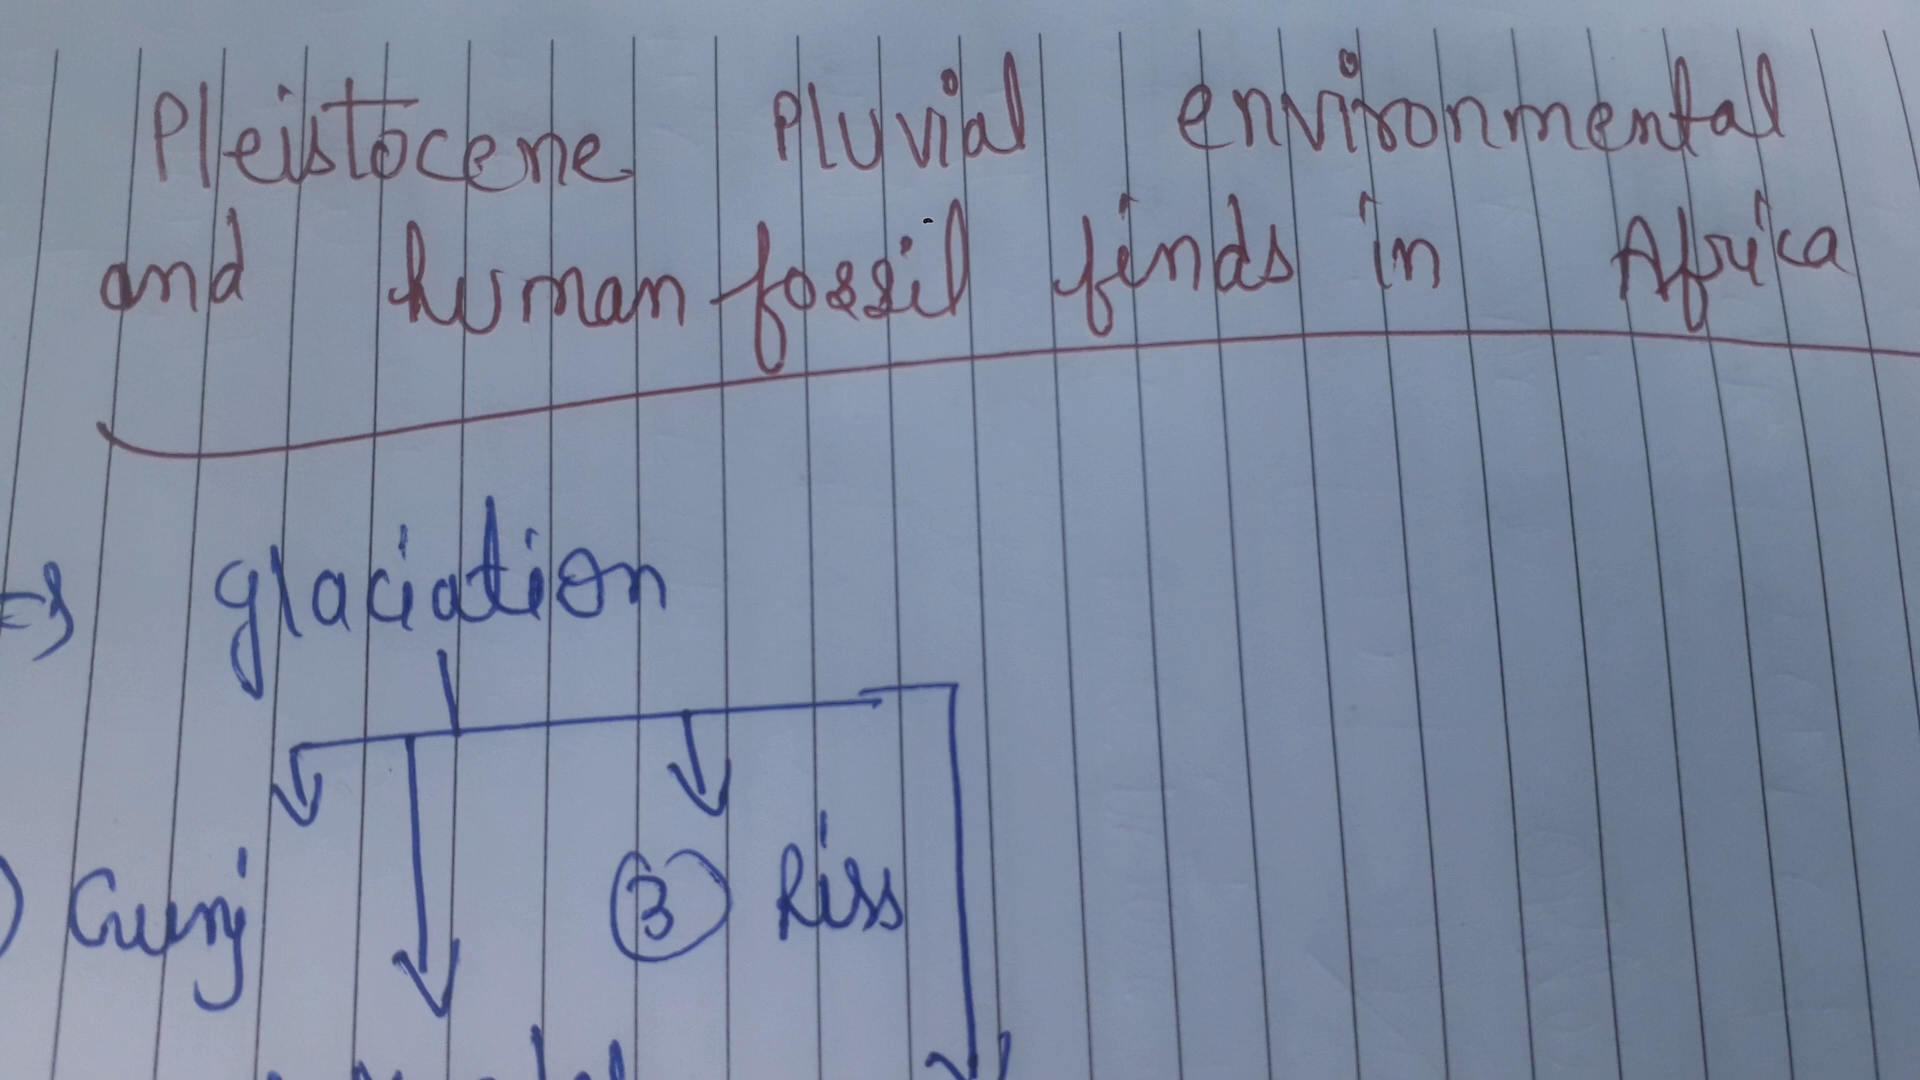 Pleistocene Pluvial environmental
and human fossil finds in Africa
=> glaciation
) Gunj
③ Riss